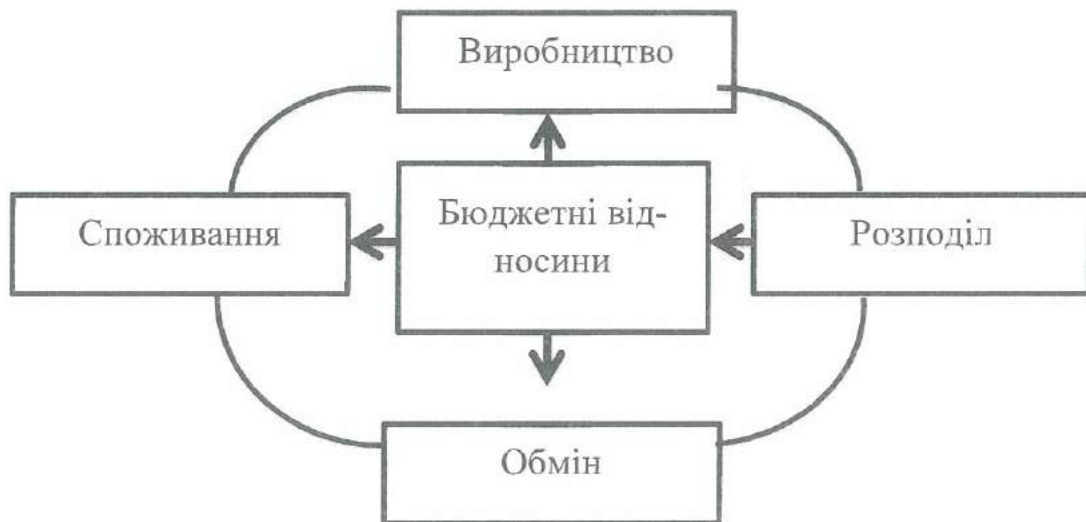 Виробництво
Споживання
Бюджетні від-
носини
Розподіл
Обмін